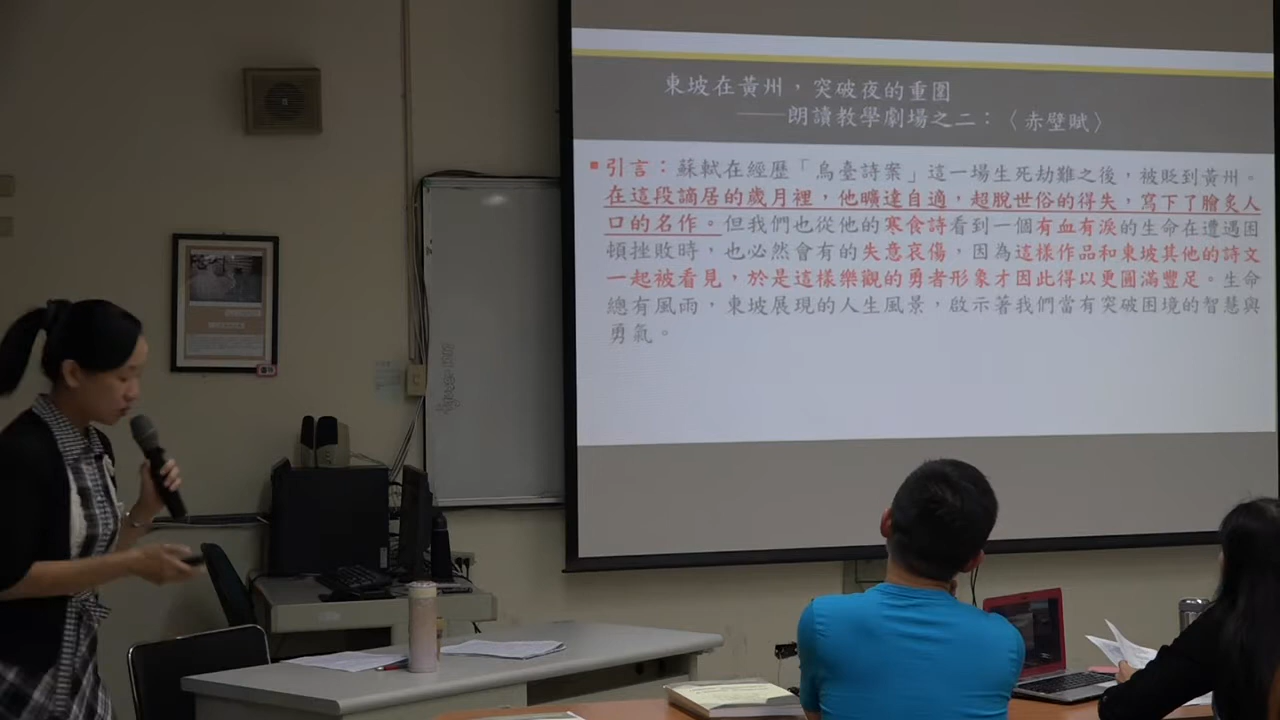 東坡在黃州，突破夜的重圍
——朗讀教學劇場之二：〈赤壁賦〉
引言：蘇軾在經歷「烏臺詩案」這一場生死劫難之後，被貶到黃州。
在這段謫居的歲月裡，他曠達自適，超脫世俗的得失，寫下了膾炙人
口的名作。但我們也從他的寒食詩看到一個有血有淚的生命在遭遇困
頓挫敗時，也必然會有的失意哀傷，因為這樣作品和東坡其他的詩文
一起被看見，於是這樣樂觀的勇者形象才因此得以更圓滿豐足。生命
總有風雨，東坡展現的人生風景，啟示著我們當有突破困境的智慧與
勇氣。